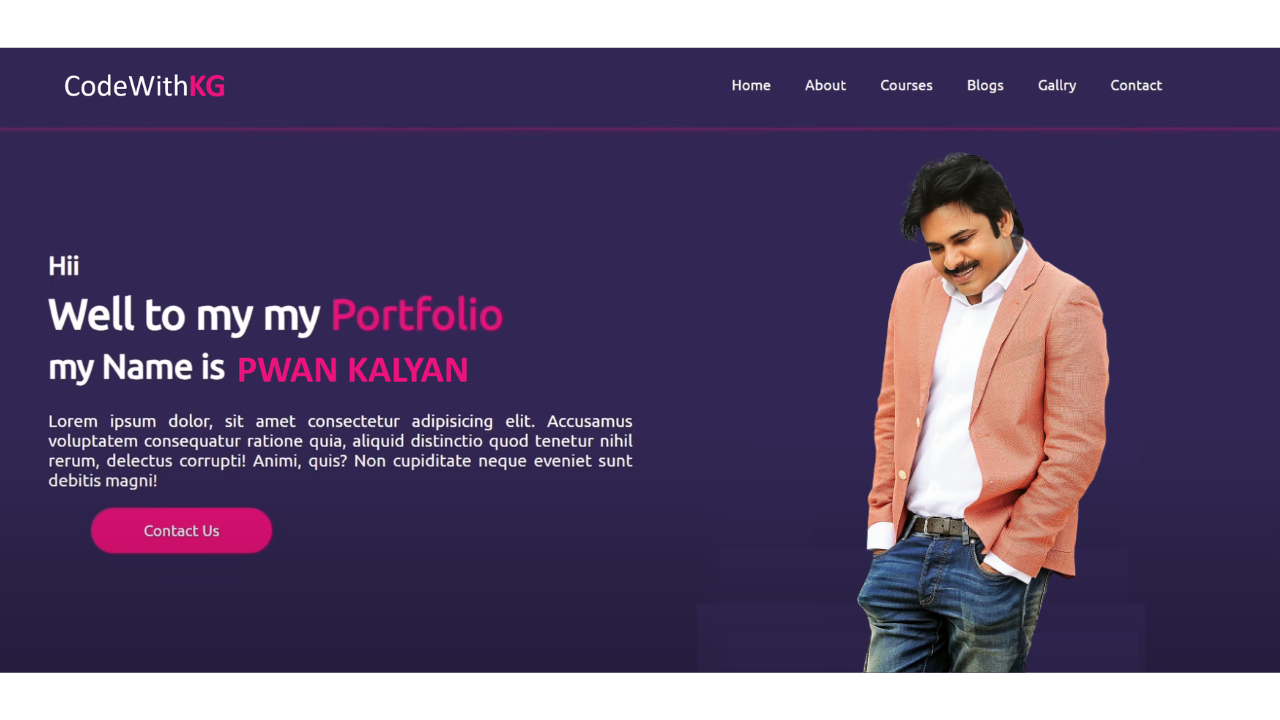 CodeWithKG
Home About Courses Blogs Gallry Contact
Hii
Well to my my Portfolio
my Name is PWAN KALYAN
Lorem ipsum dolor, sit amet consectetur adipisicing elit. Accusamus
voluptatem consequatur ratione quia, aliquid distinctio quod tenetur nihil
rerum, delectus corrupti! Animi, quis? Non cupiditate neque eveniet sunt
debitis magni!
Contact Us